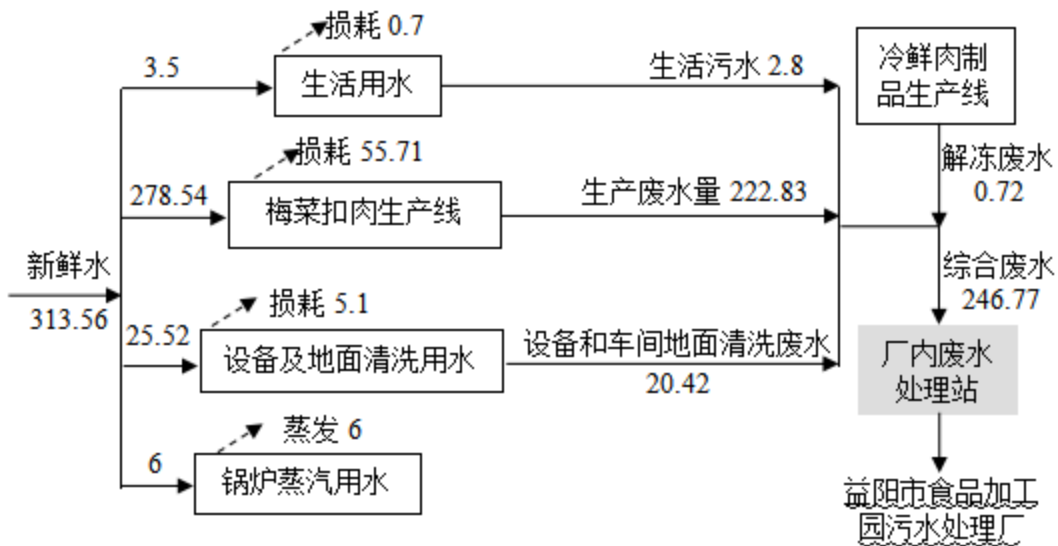 损耗 0.7
3.5
生活用水
生活污水 2.8
冷鲜肉制
品生产线
损耗 55.71
278.54
梅菜扣肉生产线
生产废水量 222.83
解冻废水
0.72
新鲜水
313.56
综合废水
246.77
损耗 5.1
25.52
设备及地面清洗用水
设备和车间地面清洗废水
20.42
厂内废水
处理站
蒸发 6
6
锅炉蒸汽用水
益阳市食品加工
园污水处理厂